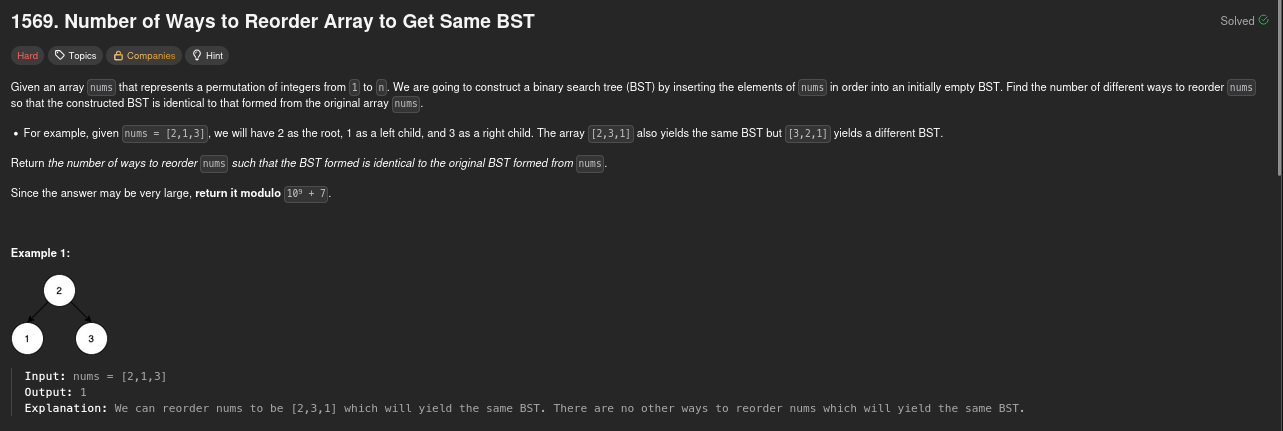 1569. Number of Ways to Reorder Array to Get Same BST
Solved
Hard Topics Companies Hint
Given an array nums that represents a permutation of integers from 1 to n. We are going to construct a binary search tree (BST) by inserting the elements of nums in order into an initially empty BST. Find the number of different ways to reorder nums
so that the constructed BST is identical to that formed from the original array nums.
• For example, given nums = [2,1,3], we will have 2 as the root, 1 as a left child, and 3 as a right child. The array [2,3,1] also yields the same BST but [3,2,1] yields a different BST.
Return the number of ways to reorder nums such that the BST formed is identical to the original BST formed from nums.
Since the answer may be very large, return it modulo 10⁹ + 7.
Example 1:
2
1 3
Input: nums = [2,1,3]
Output: 1
Explanation: We can reorder nums to be [2,3,1] which will yield the same BST. There are no other ways to reorder nums which will yield the same BST.